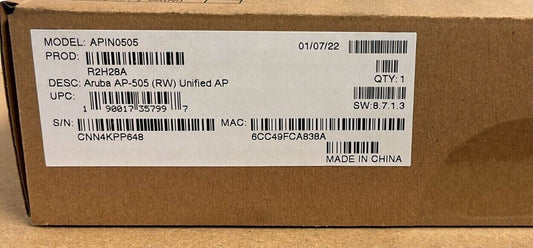 MODEL: APIN0505 01/07/22
PROD:
R2H28A QTY: 1
DESC: Aruba AP-505 (RW) Unified AP
UPC:
1 90017 35799 7 SW:8.7.1.3
S/N: MAC:
CNN4KPP648 6CC49FCA838A
MADE IN CHINA